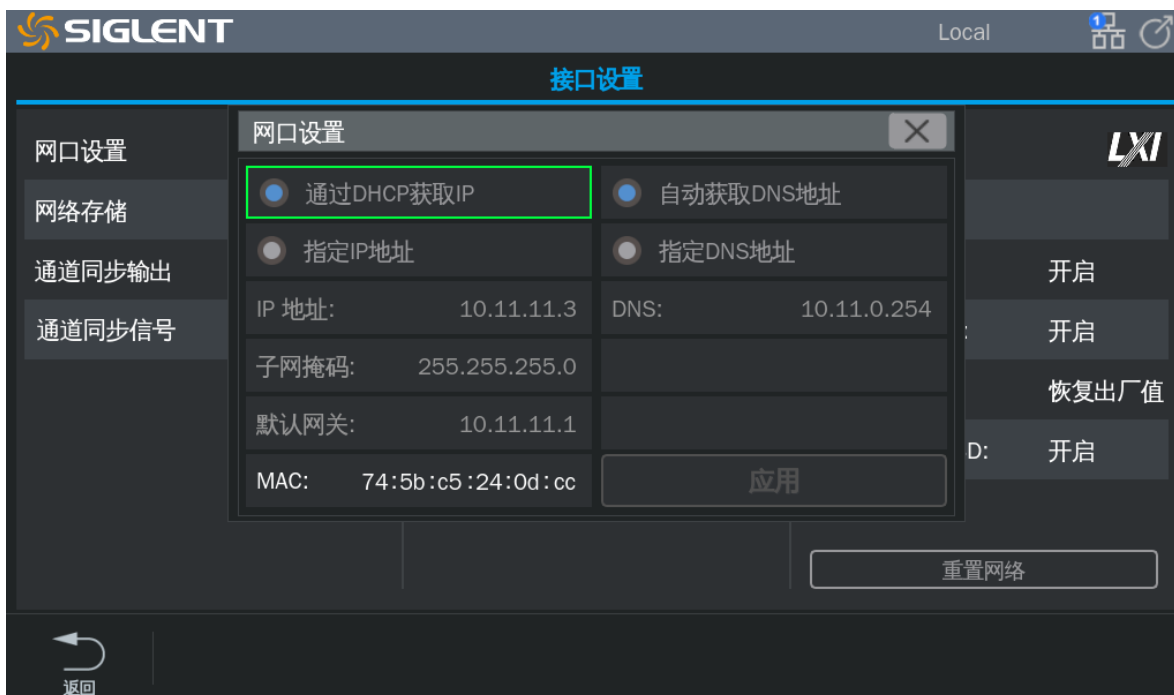 SIGLENT
Local
1
接口设置
网口设置
网络存储
通道同步输出
通道同步信号
网口设置
通过DHCP获取IP
自动获取DNS地址
指定IP地址
指定DNS地址
IP 地址: 10.11.11.3
DNS: 10.11.0.254
子网掩码: 255.255.255.0
默认网关: 10.11.11.1
MAC: 74:5b:c5:24:0d:cc
应用
LXI
开启
: 开启
恢复出厂值
D: 开启
重置网络
返回